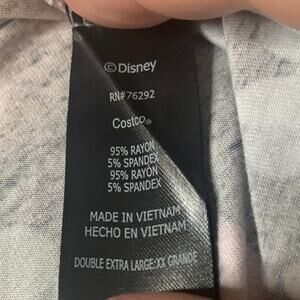 ©Disney
RN#76292
Costco®
95% RAYON
5% SPANDEX
95% RAYON
5% SPANDEX
MADE IN VIETNAM
HECHO EN VIETNAM
DOUBLE EXTRA LARGE:XX GRANDE